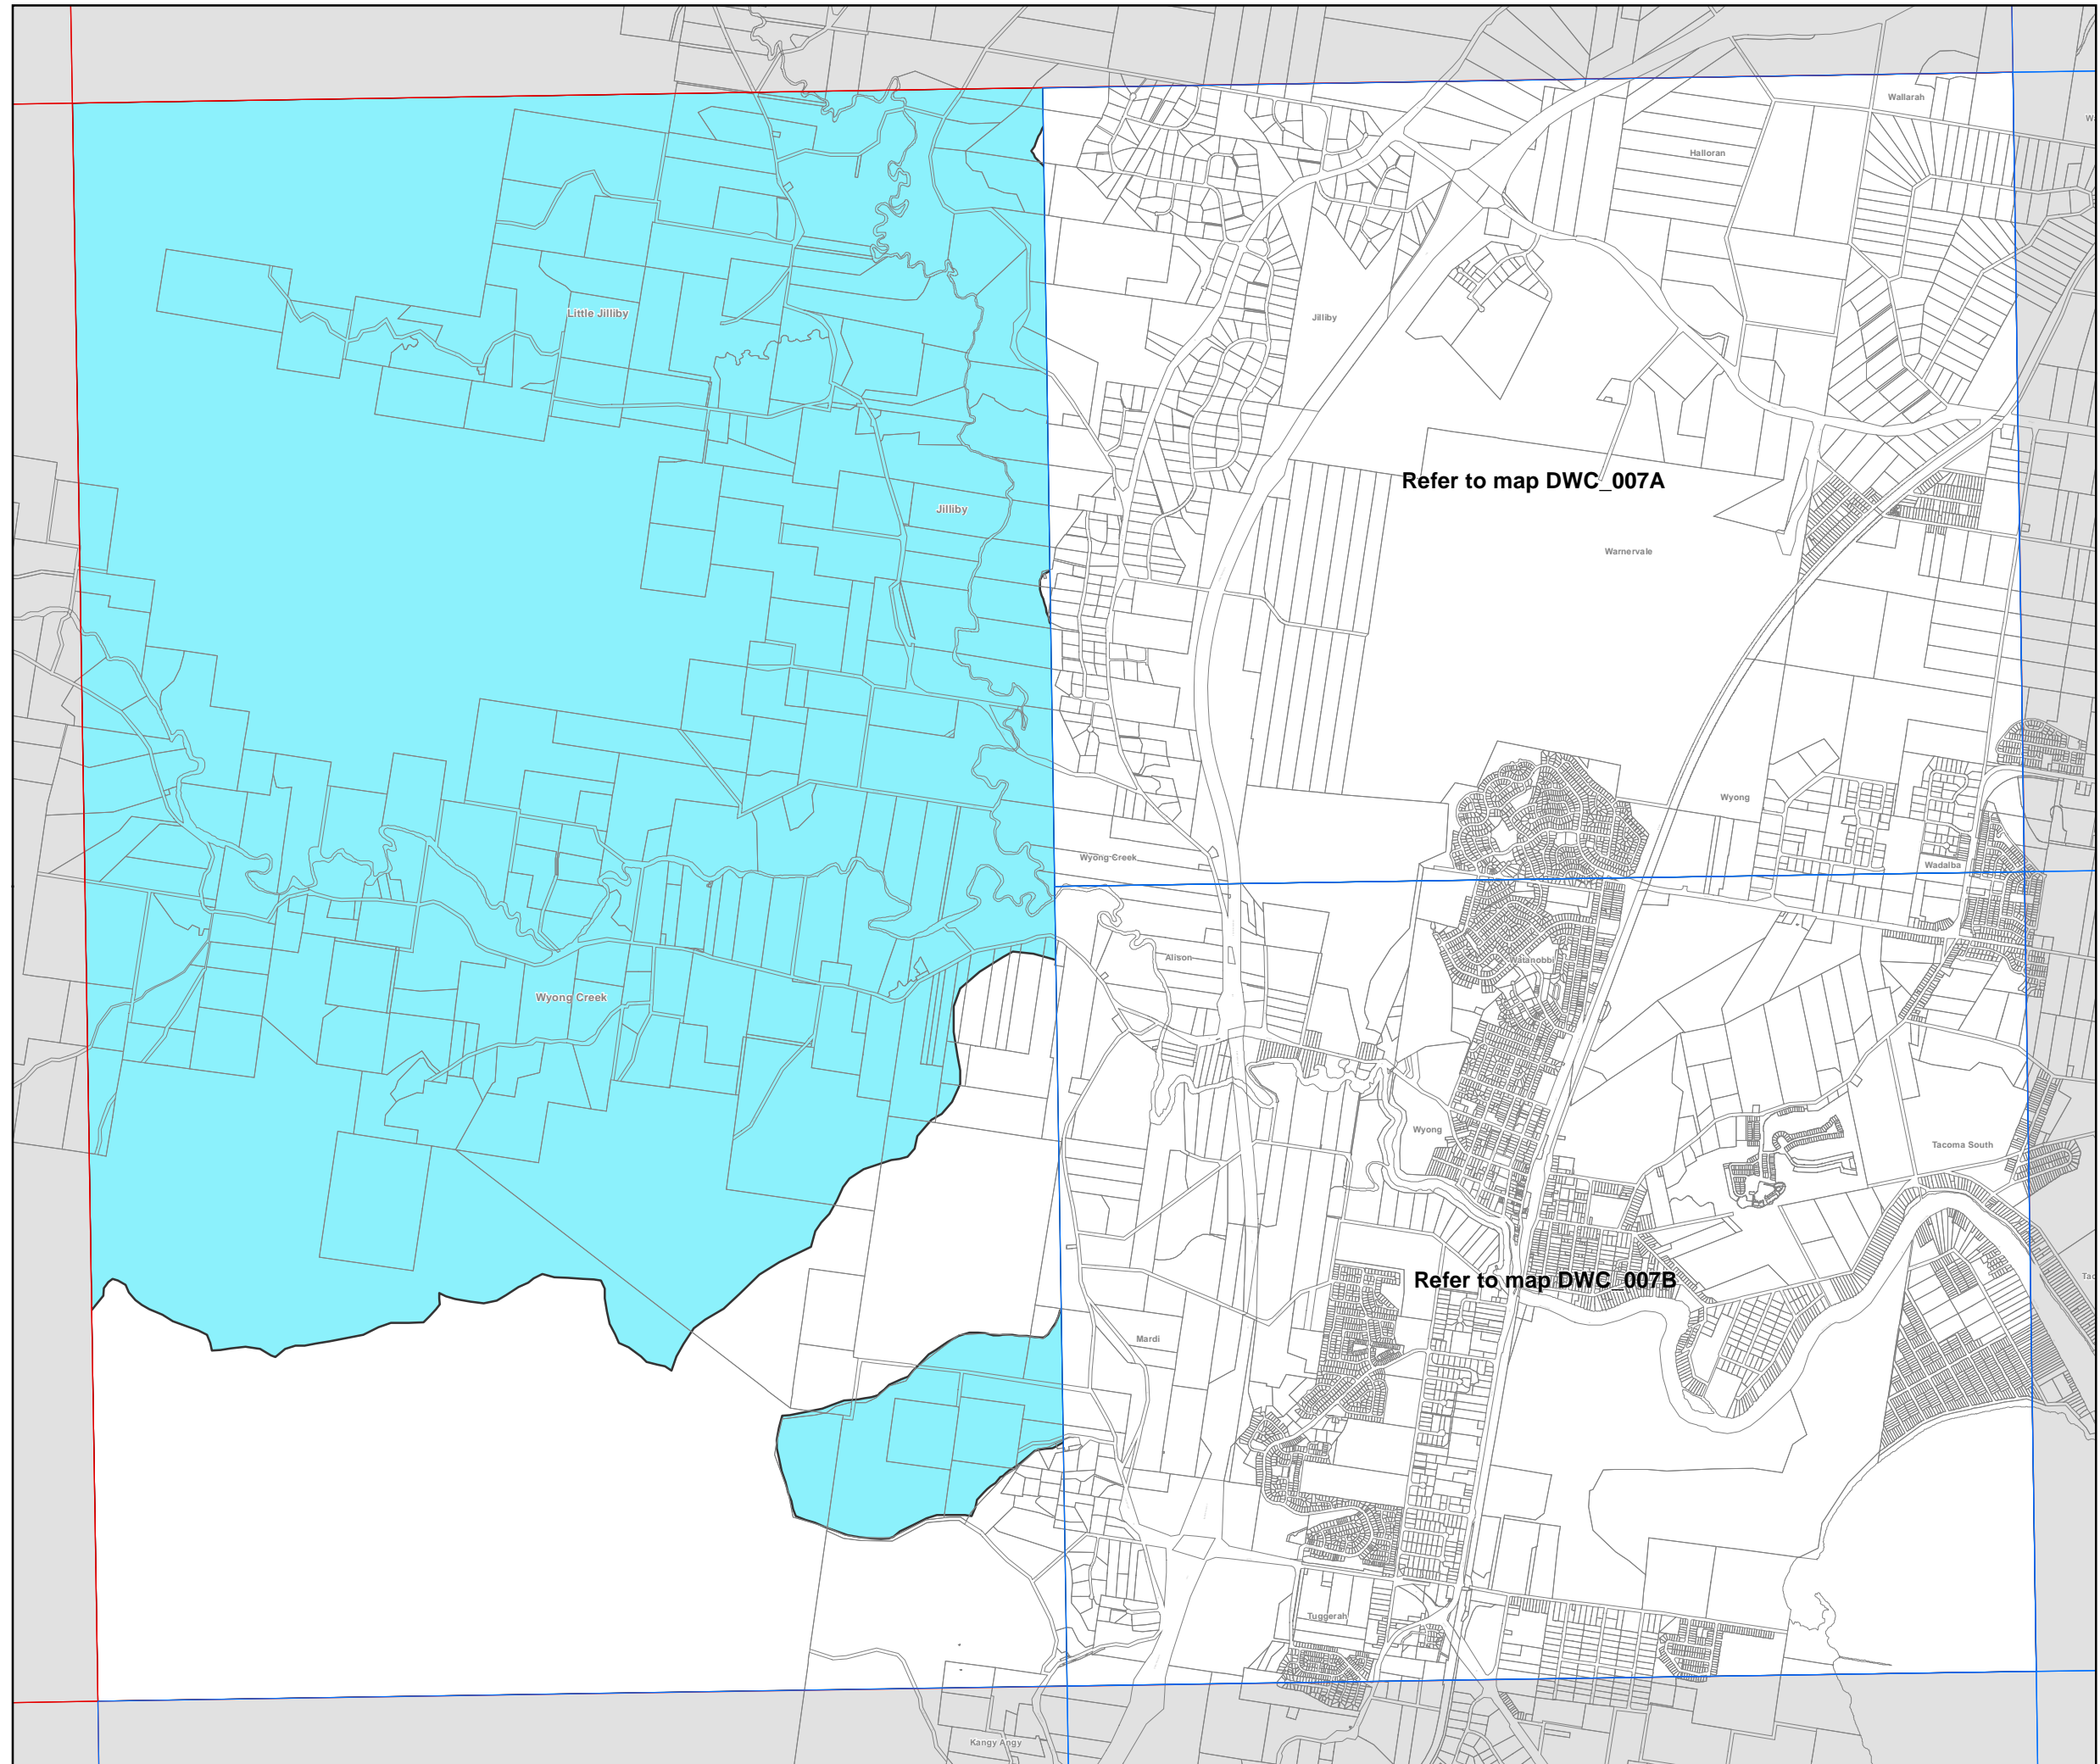 Wallarah
W
Halloran
Little Jilliby
Jilliby
Refer to map DWC_007A
Jilliby
Warnervale
Wyong
Wyong Creek
Wadalba
Alison
Watanobbi
Wyong Creek
Wyong
Tacoma South
Tac
Refer to map DWC_007B
Mardi
Tuggerah
Kangy Angy